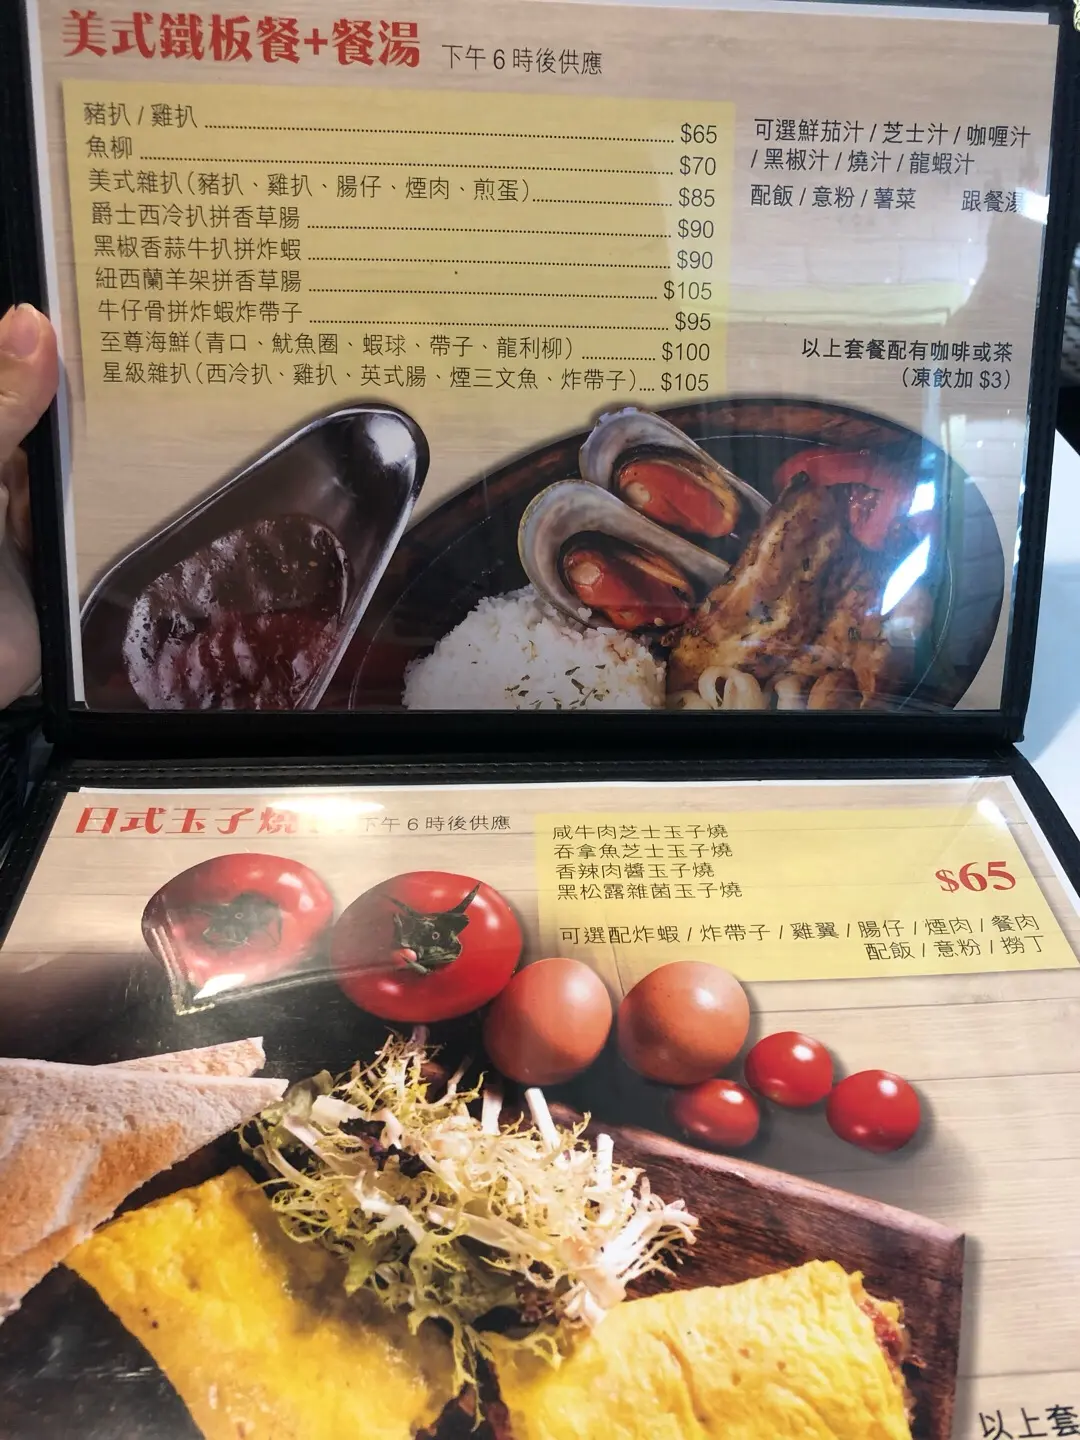 美式鐵板餐+餐湯 下午6時後供應
豬扒 / 雞扒 $65
魚柳 $70
美式雜扒(豬扒、雞扒、腸仔、煙肉、煎蛋) $85
爵士西冷扒拼香草腸 $90
黑椒香蒜牛扒拼炸蝦 $90
紐西蘭羊架拼香草腸 $105
牛仔骨拼炸蝦炸帶子 $95
至尊海鮮(青口、魷魚圈、蝦球、帶子、龍利柳) $100
星級雜扒(西冷扒、雞扒、英式腸、煙三文魚、炸帶子) $105
可選鮮茄汁 / 芝士汁 / 咖喱汁
/ 黑椒汁 / 燒汁 / 龍蝦汁
配飯 / 意粉 / 薯菜 跟餐湯
以上套餐配有咖啡或茶
(凍飲加 $3)
日式玉子燒 下午6時後供應
咸牛肉芝士玉子燒
吞拿魚芝士玉子燒
香辣肉醬玉子燒
黑松露雜菌玉子燒
$65
可選配炸蝦 / 炸帶子 / 雞翼 / 腸仔 / 煙肉 / 餐肉
配飯 / 意粉 / 撈丁
以上套